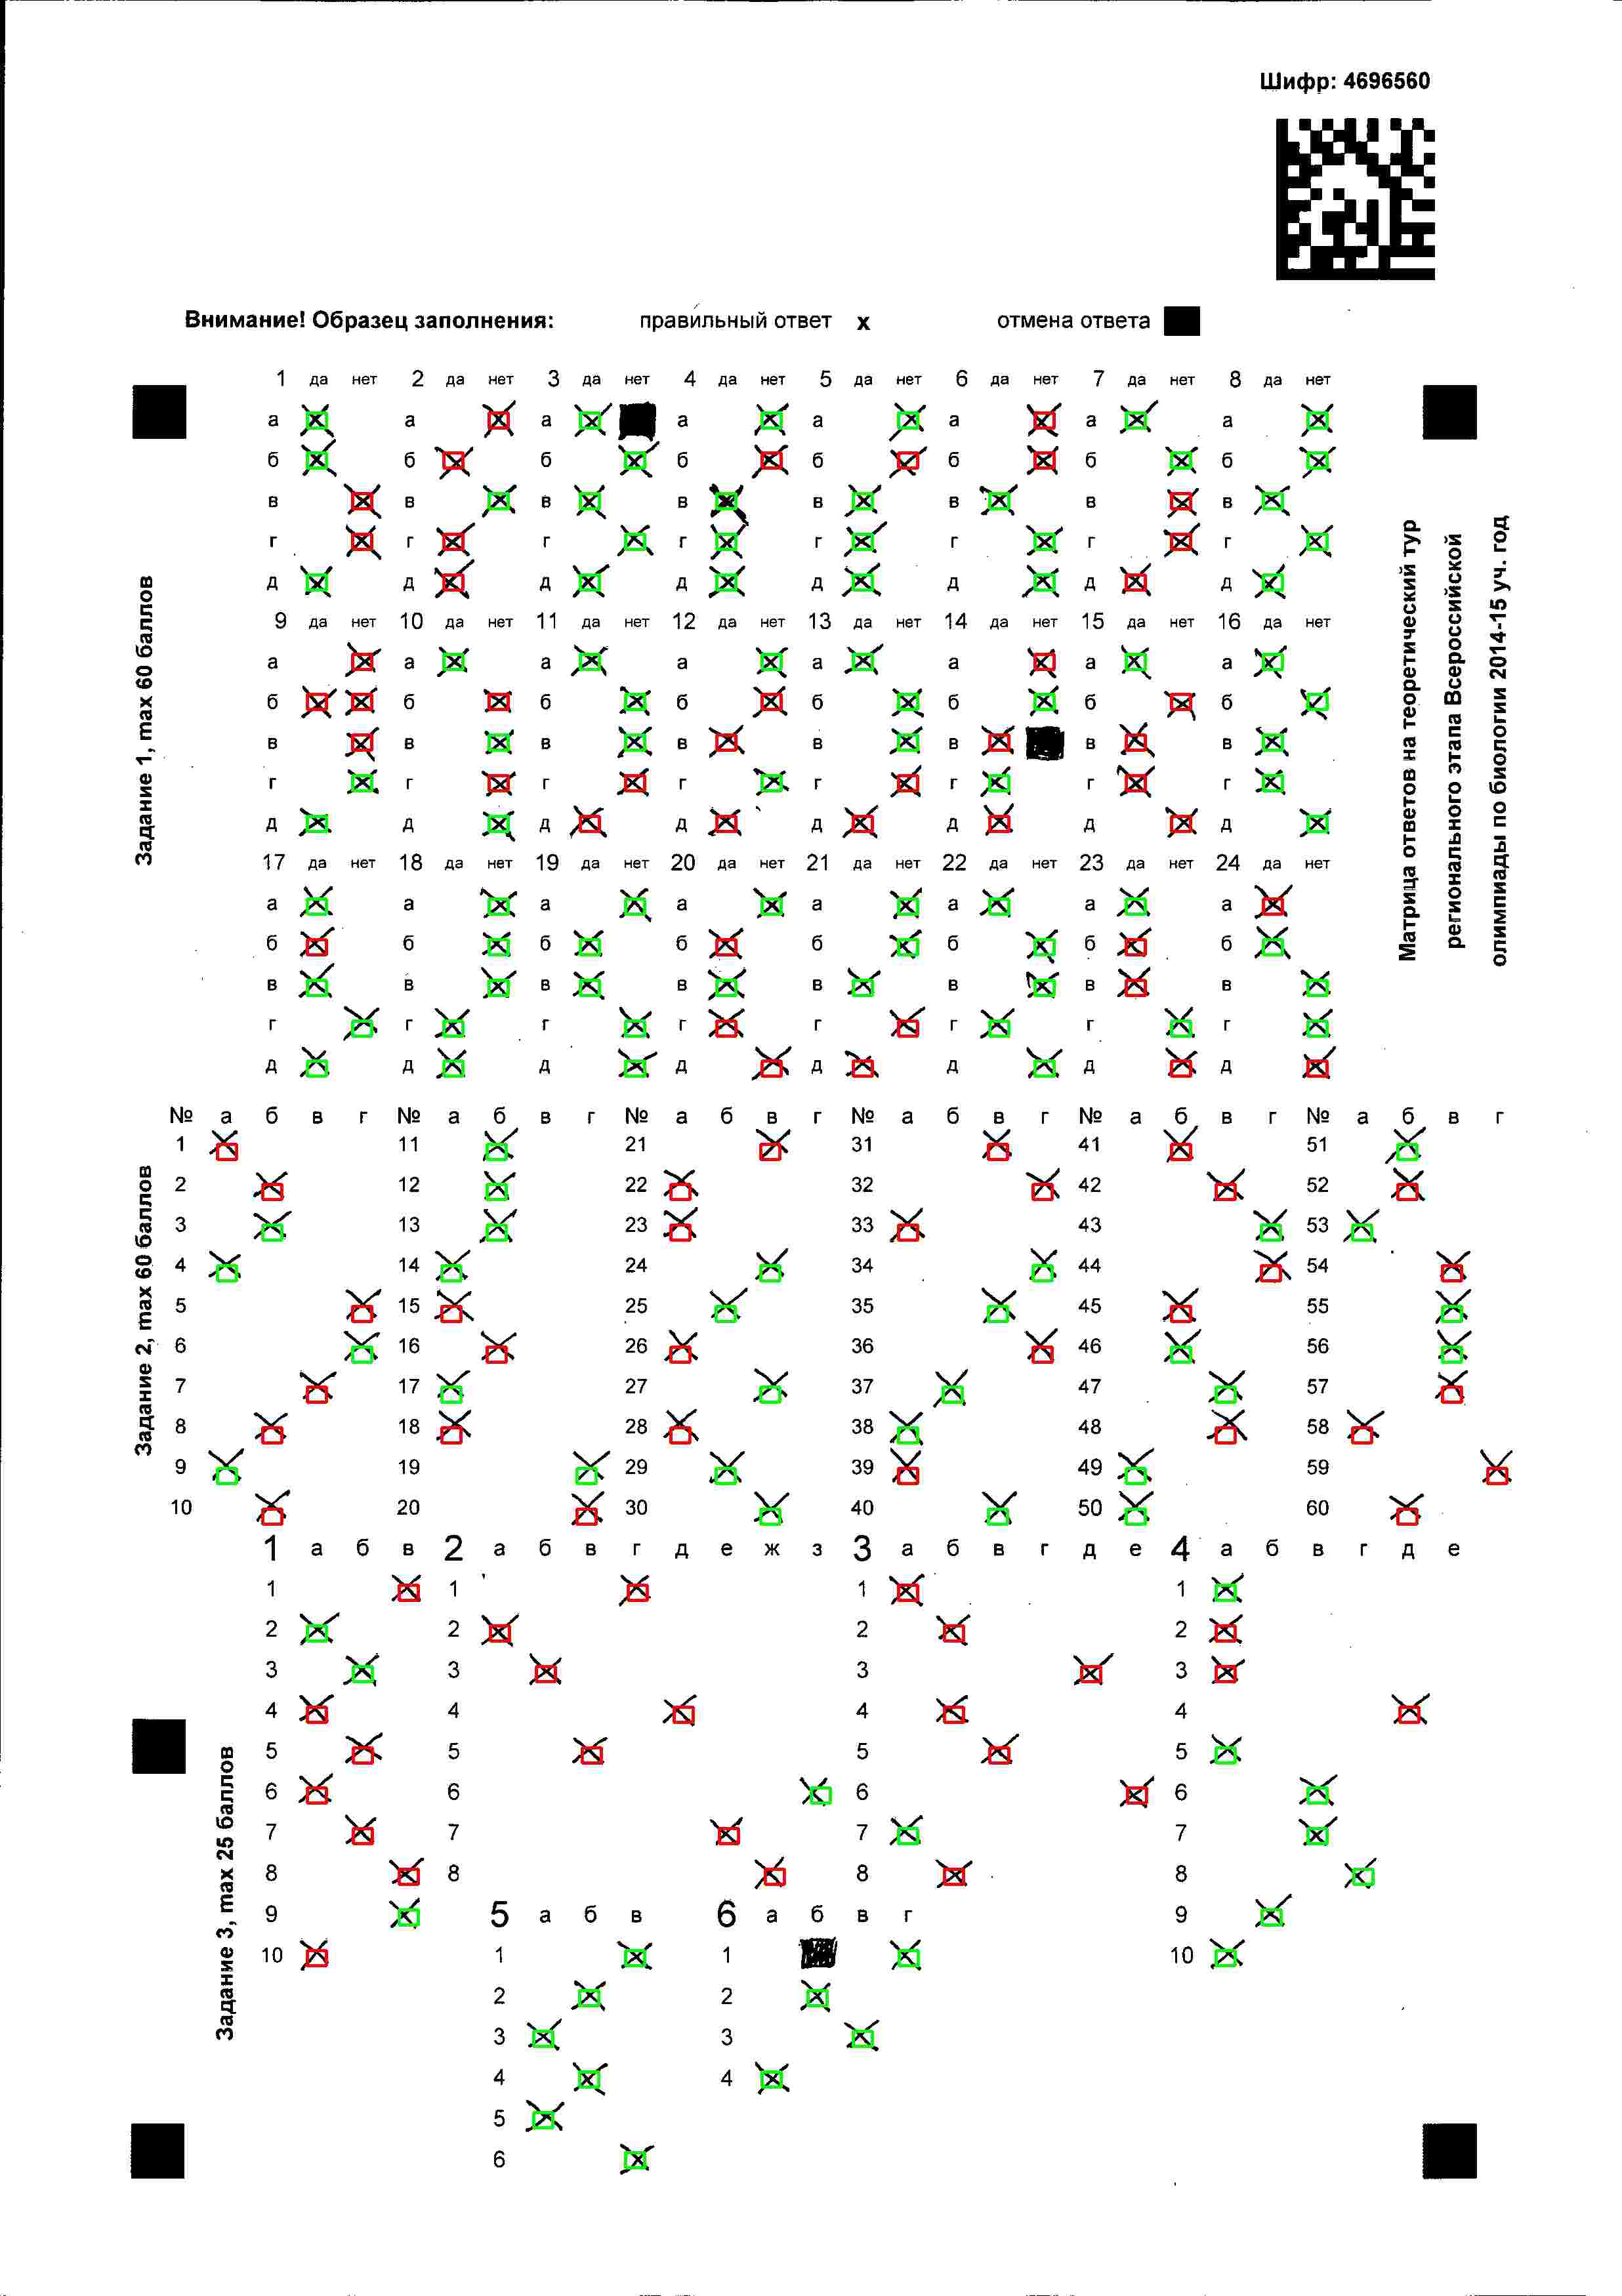 Шифр: 4696560
Внимание! Образец заполнения: правильный ответ х отмена ответа
Задание 1, max 60 баллов
1 да нет 2 да нет 3 да нет 4 да нет 5 да нет 6 да нет 7 да нет 8 да нет
а а а а а а а а
б б б б б б б б
в в в в в в в в
г г г г г г г г
д д д д д д д д
9 да нет 10 да нет 11 да нет 12 да нет 13 да нет 14 да нет 15 да нет 16 да нет
а а а а а а а а
б б б б б б б б
в в в в в в в в
г г г г г г г г
д д д д д д д д
17 да нет 18 да нет 19 да нет 20 да нет 21 да нет 22 да нет 23 да нет 24 да нет
а а а а а а а а
б б б б б б б б
в в в в в в в в
г г г г г г г г
д д д д д д д д
Матрица ответов на теоретический тур
регионального этапа Всероссийской
олимпиады по биологии 2014-15 уч. год
Задание 2, max 60 баллов
№ а б в г № а б в г № а б в г № а б в г № а б в г № а б в г
1 11 21 31 41 51
2 12 22 32 42 52
3 13 23 33 43 53
4 14 24 34 44 54
5 15 25 35 45 55
6 16 26 36 46 56
7 17 27 37 47 57
8 18 28 38 48 58
9 19 29 39 49 59
10 20 30 40 50 60
Задание 3, max 25 баллов
1 а б в 2 а б в г д е ж з 3 а б в г д е 4 а б в г д е
1 1 1 1
2 2 2 2
3 3 3 3
4 4 4 4
5 5 5 5
6 6 6 6
7 7 7 7
8 8 8 8
9 5 а б в 6 а б в г 9
10 1 1 10
2 2
3 3
4 4
5
6